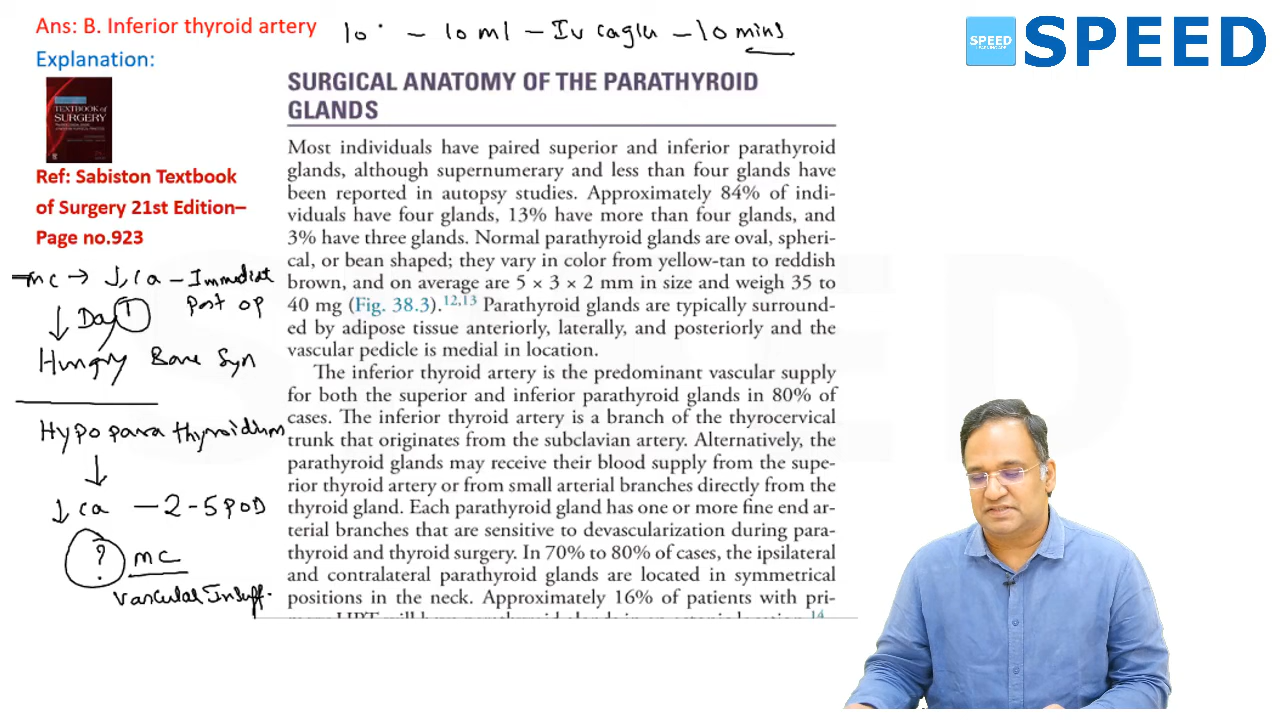 Ans: B. Inferior thyroid artery
10· – 10 ml – Iv cagluc – 10 mins
SPEED
SPEED
Explanation:
TEXTBOOK of
SURGERY
Ref: Sabiston Textbook
of Surgery 21st Edition–
Page no.923
mc → ↓ Ca – Immediat
Post op
↓ Day 1
Hungry Bone Syn
Hypoparathyroidium
↓
↓ Ca – 2-5 POD
? mc
Vascular Insuff.
SURGICAL ANATOMY OF THE PARATHYROID
GLANDS
Most individuals have paired superior and inferior parathyroid
glands, although supernumerary and less than four glands have
been reported in autopsy studies. Approximately 84% of indi-
viduals have four glands, 13% have more than four glands, and
3% have three glands. Normal parathyroid glands are oval, spheri-
cal, or bean shaped; they vary in color from yellow-tan to reddish
brown, and on average are 5 × 3 × 2 mm in size and weigh 35 to
40 mg (Fig. 38.3).12,13 Parathyroid glands are typically surround-
ed by adipose tissue anteriorly, laterally, and posteriorly and the
vascular pedicle is medial in location.
The inferior thyroid artery is the predominant vascular supply
for both the superior and inferior parathyroid glands in 80% of
cases. The inferior thyroid artery is a branch of the thyrocervical
trunk that originates from the subclavian artery. Alternatively, the
parathyroid glands may receive their blood supply from the supe-
rior thyroid artery or from small arterial branches directly from the
thyroid gland. Each parathyroid gland has one or more fine end ar-
terial branches that are sensitive to devascularization during para-
thyroid and thyroid surgery. In 70% to 80% of cases, the ipsilateral
and contralateral parathyroid glands are located in symmetrical
positions in the neck. Approximately 16% of patients with pri-